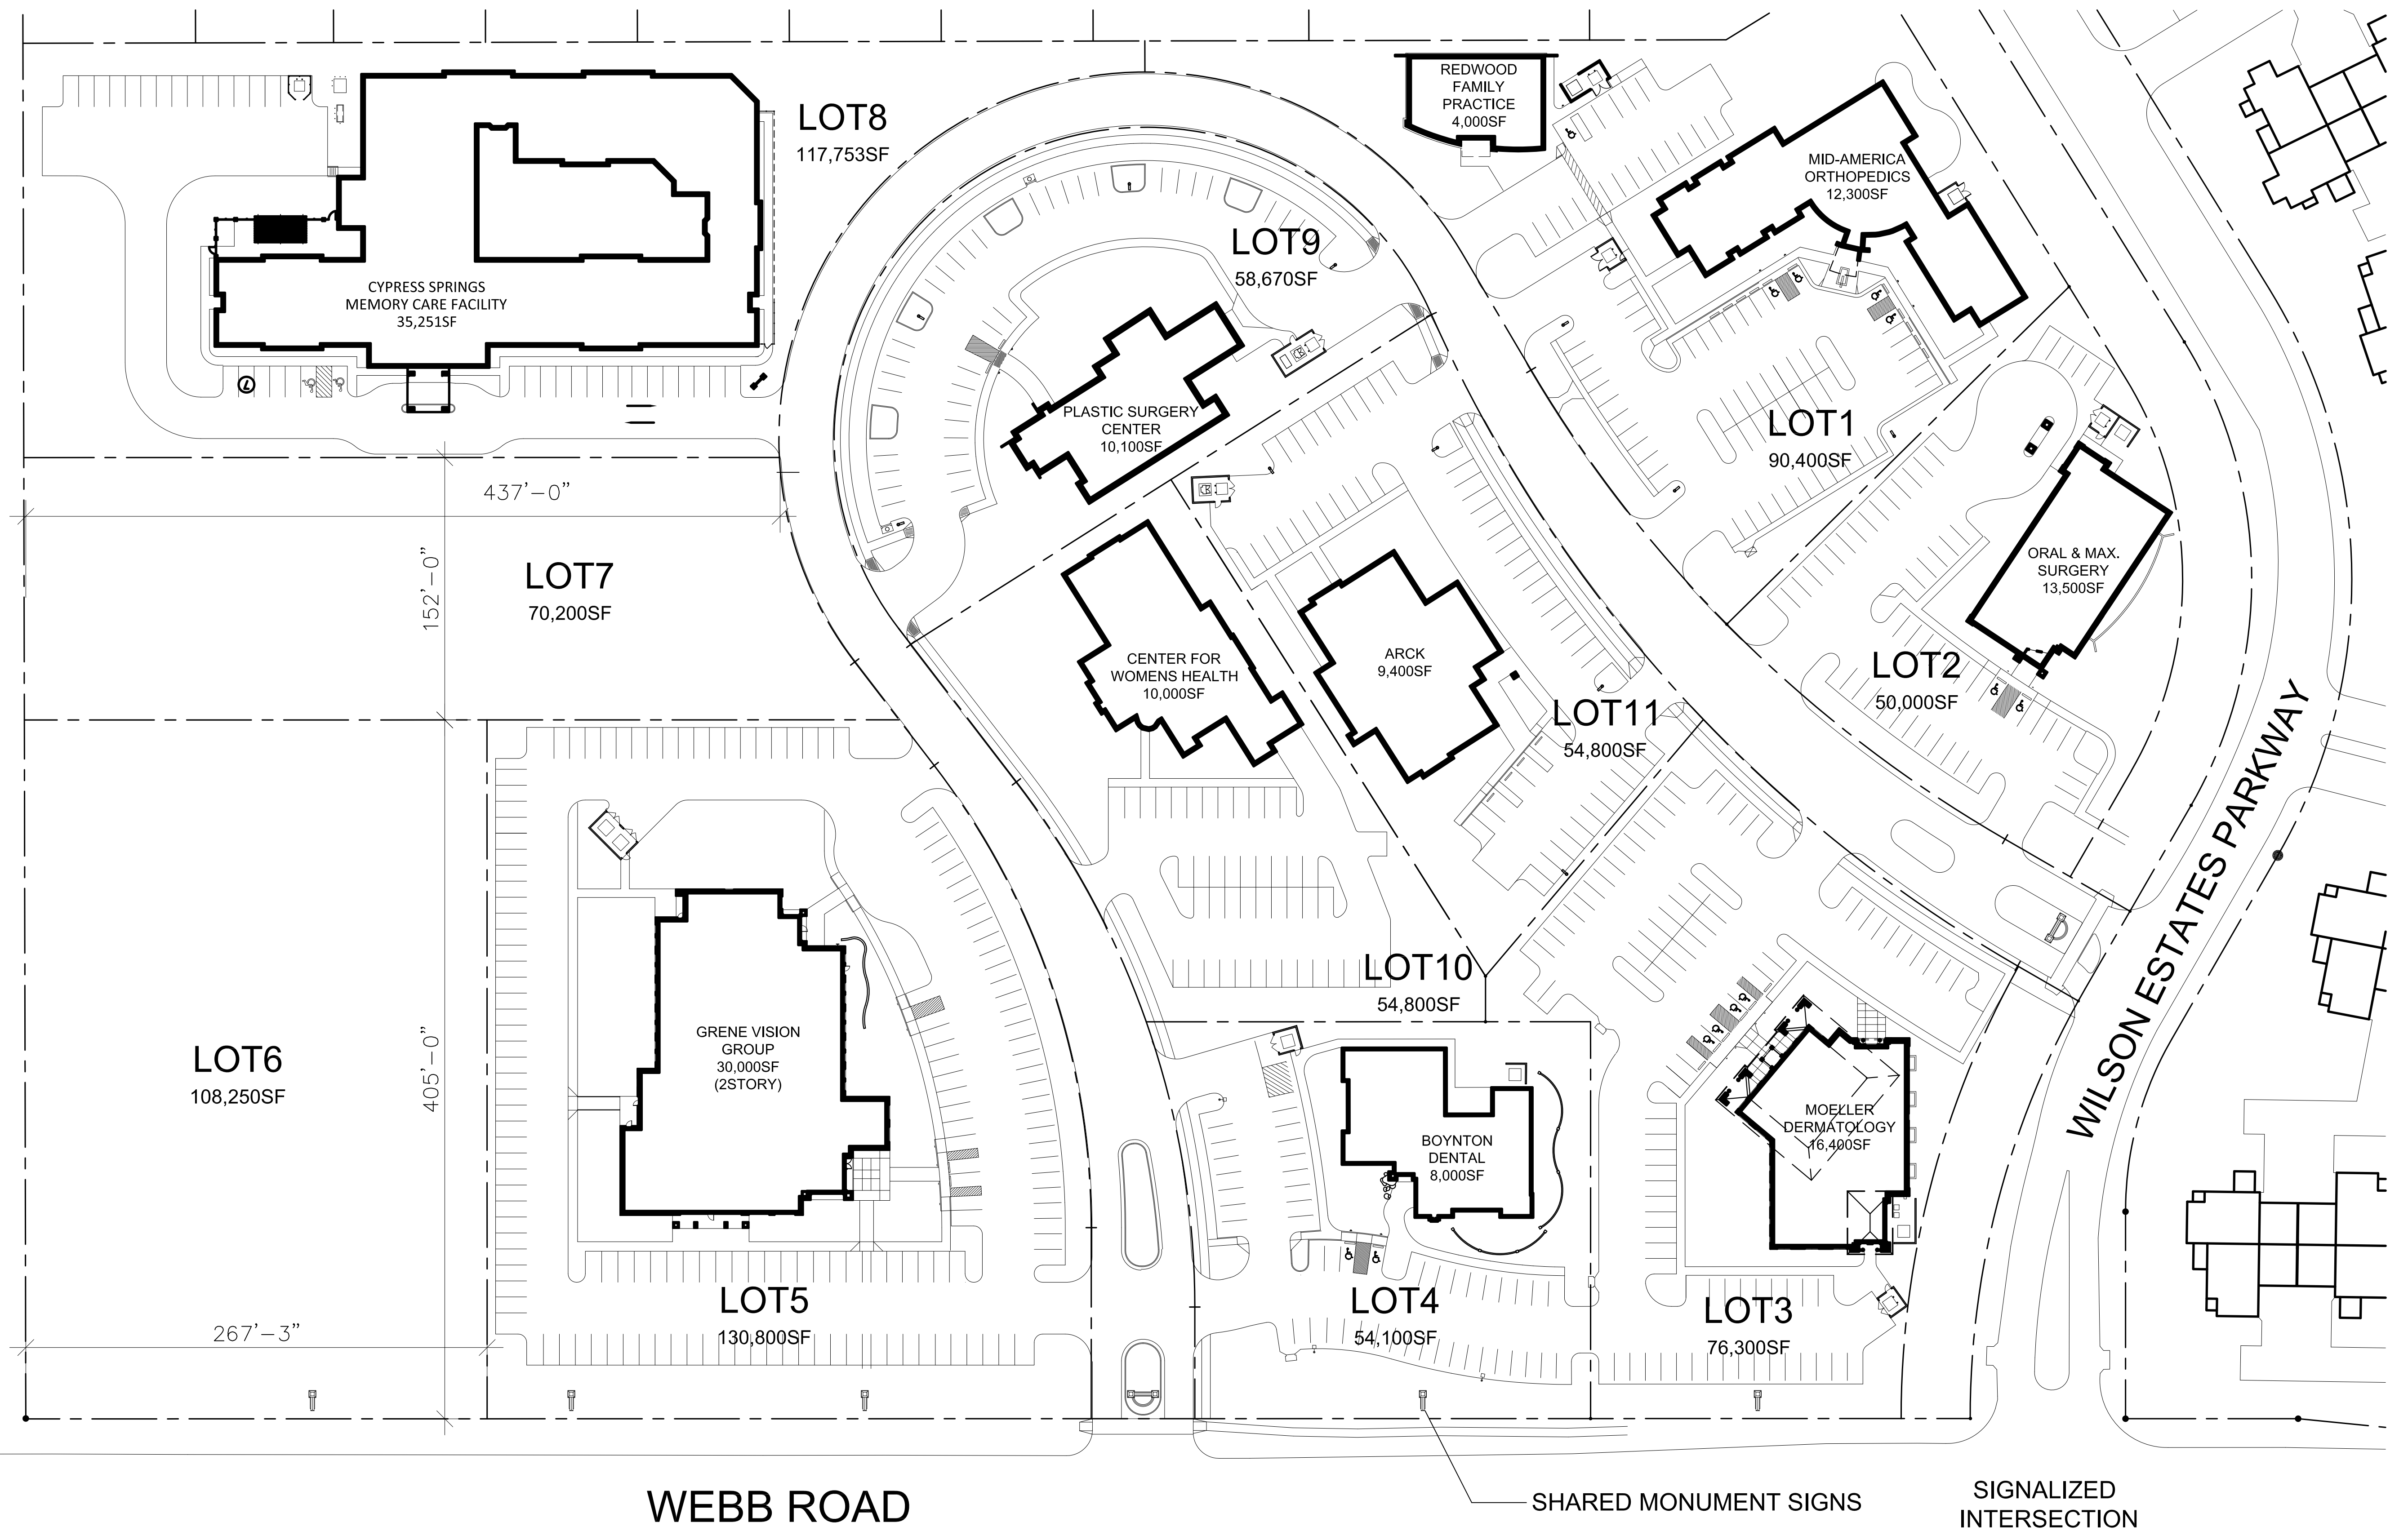 REDWOOD
FAMILY
PRACTICE
4,000SF
LOT8
117,753SF
MID-AMERICA
ORTHOPEDICS
12,300SF
LOT9
58,670SF
CYPRESS SPRINGS
MEMORY CARE FACILITY
35,251SF
PLASTIC SURGERY
CENTER
10,100SF
LOT1
90,400SF
437'-0"
152'-0"
LOT7
70,200SF
ORAL & MAX.
SURGERY
13,500SF
CENTER FOR
WOMENS HEALTH
10,000SF
ARCK
9,400SF
LOT2
50,000SF
LOT11
54,800SF
WILSON ESTATES PARKWAY
LOT10
54,800SF
GRENE VISION
GROUP
30,000SF
(2STORY)
LOT6
108,250SF
405'-0"
BOYNTON
DENTAL
8,000SF
MOELLER
DERMATOLOGY
16,400SF
LOT5
130,800SF
LOT4
54,100SF
LOT3
76,300SF
267'-3"
WEBB ROAD
SHARED MONUMENT SIGNS
SIGNALIZED
INTERSECTION